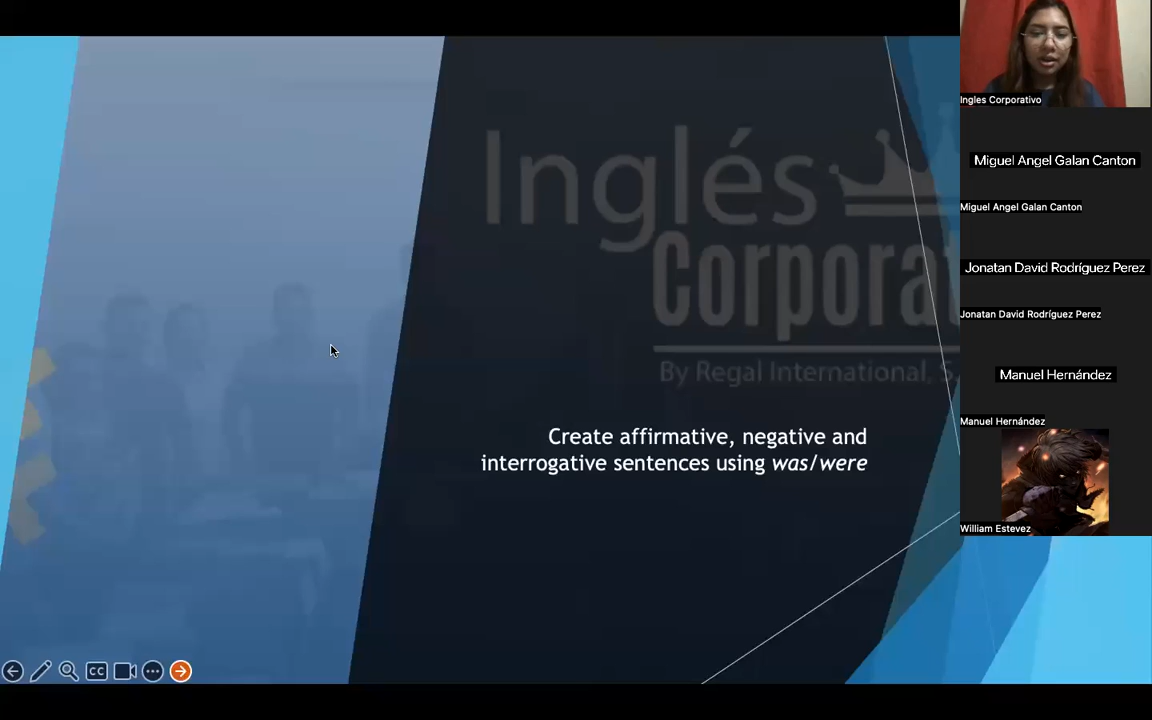 Inglés
Corporat
By Regal International, S.
Create affirmative, negative and
interrogative sentences using was/were
CC
Ingles Corporativo
Miguel Angel Galan Canton
Miguel Angel Galan Canton
Jonatan David Rodríguez Perez
Jonatan David Rodríguez Perez
Manuel Hernández
Manuel Hernández
William Estevez